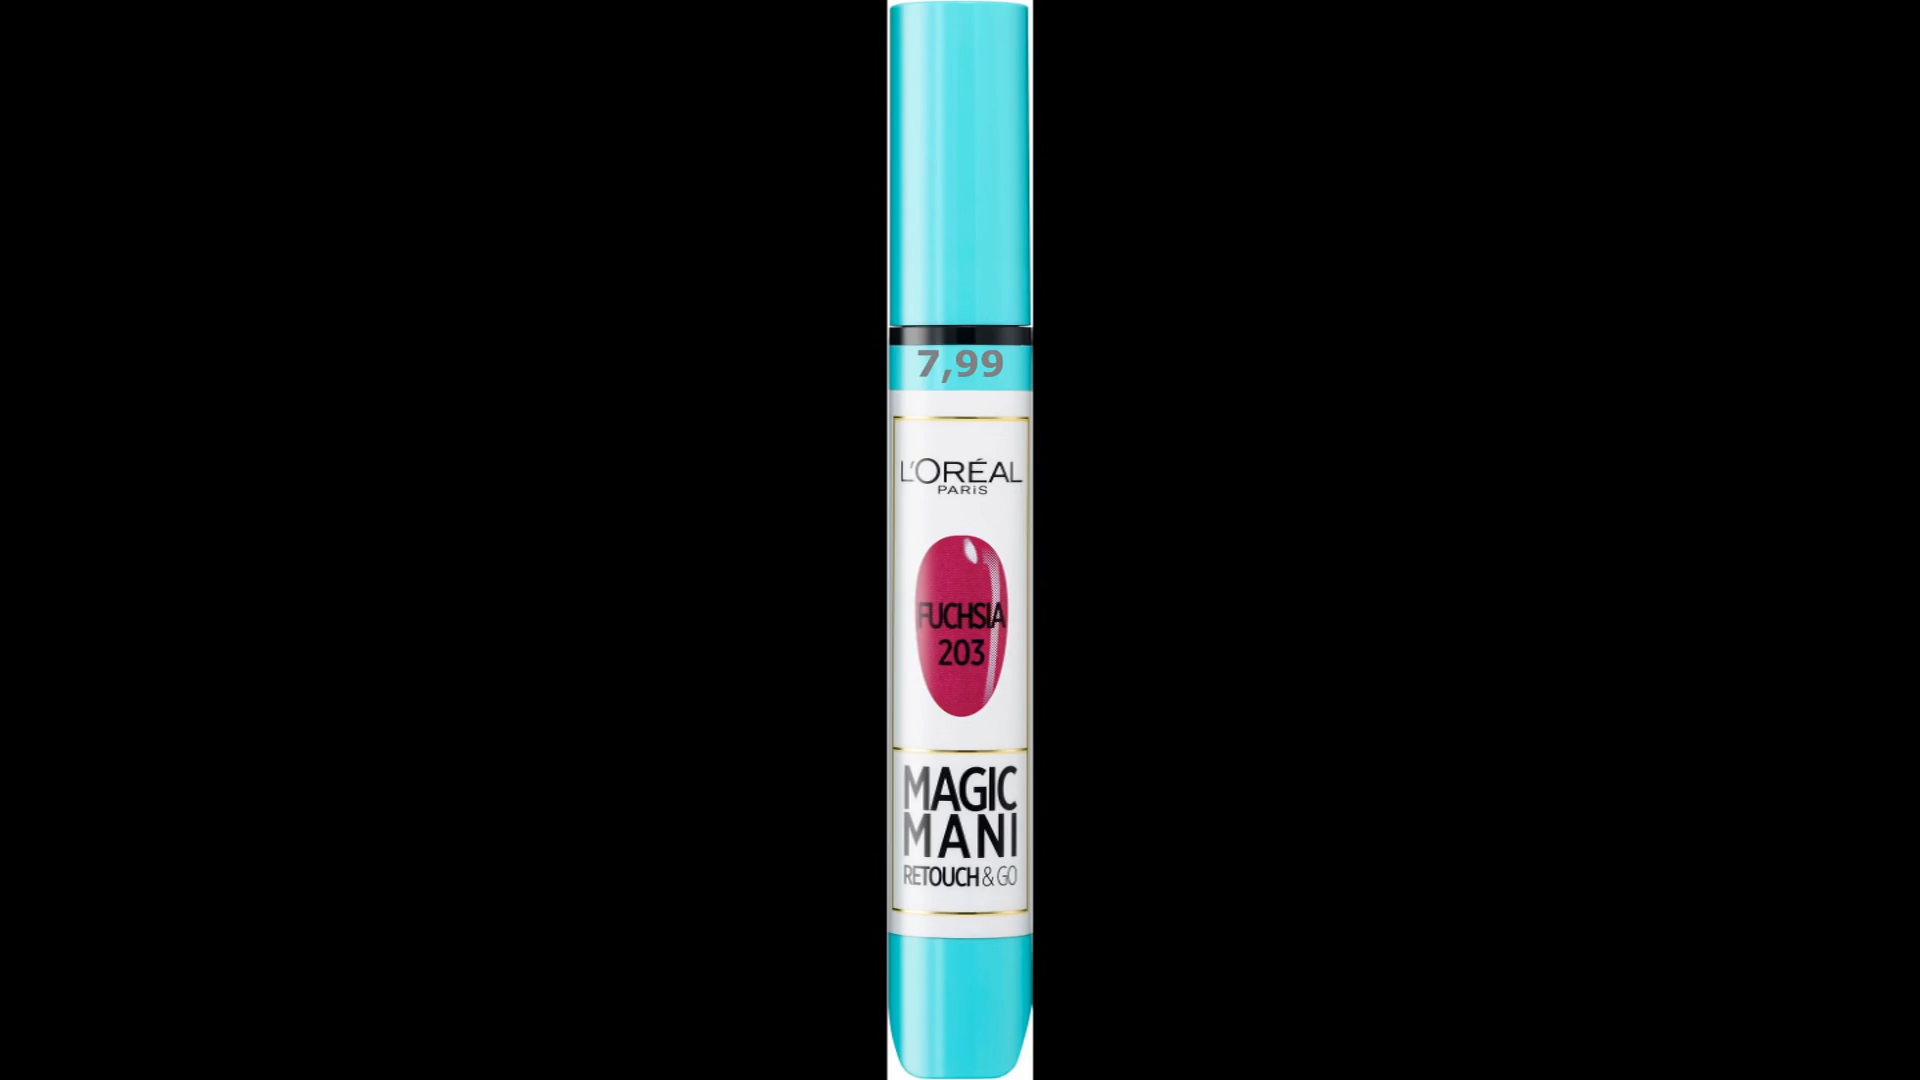 7,99
L'ORÉAL
PARiS
FUCHSIA
203
MAGIC
MANI
RETOUCH & GO